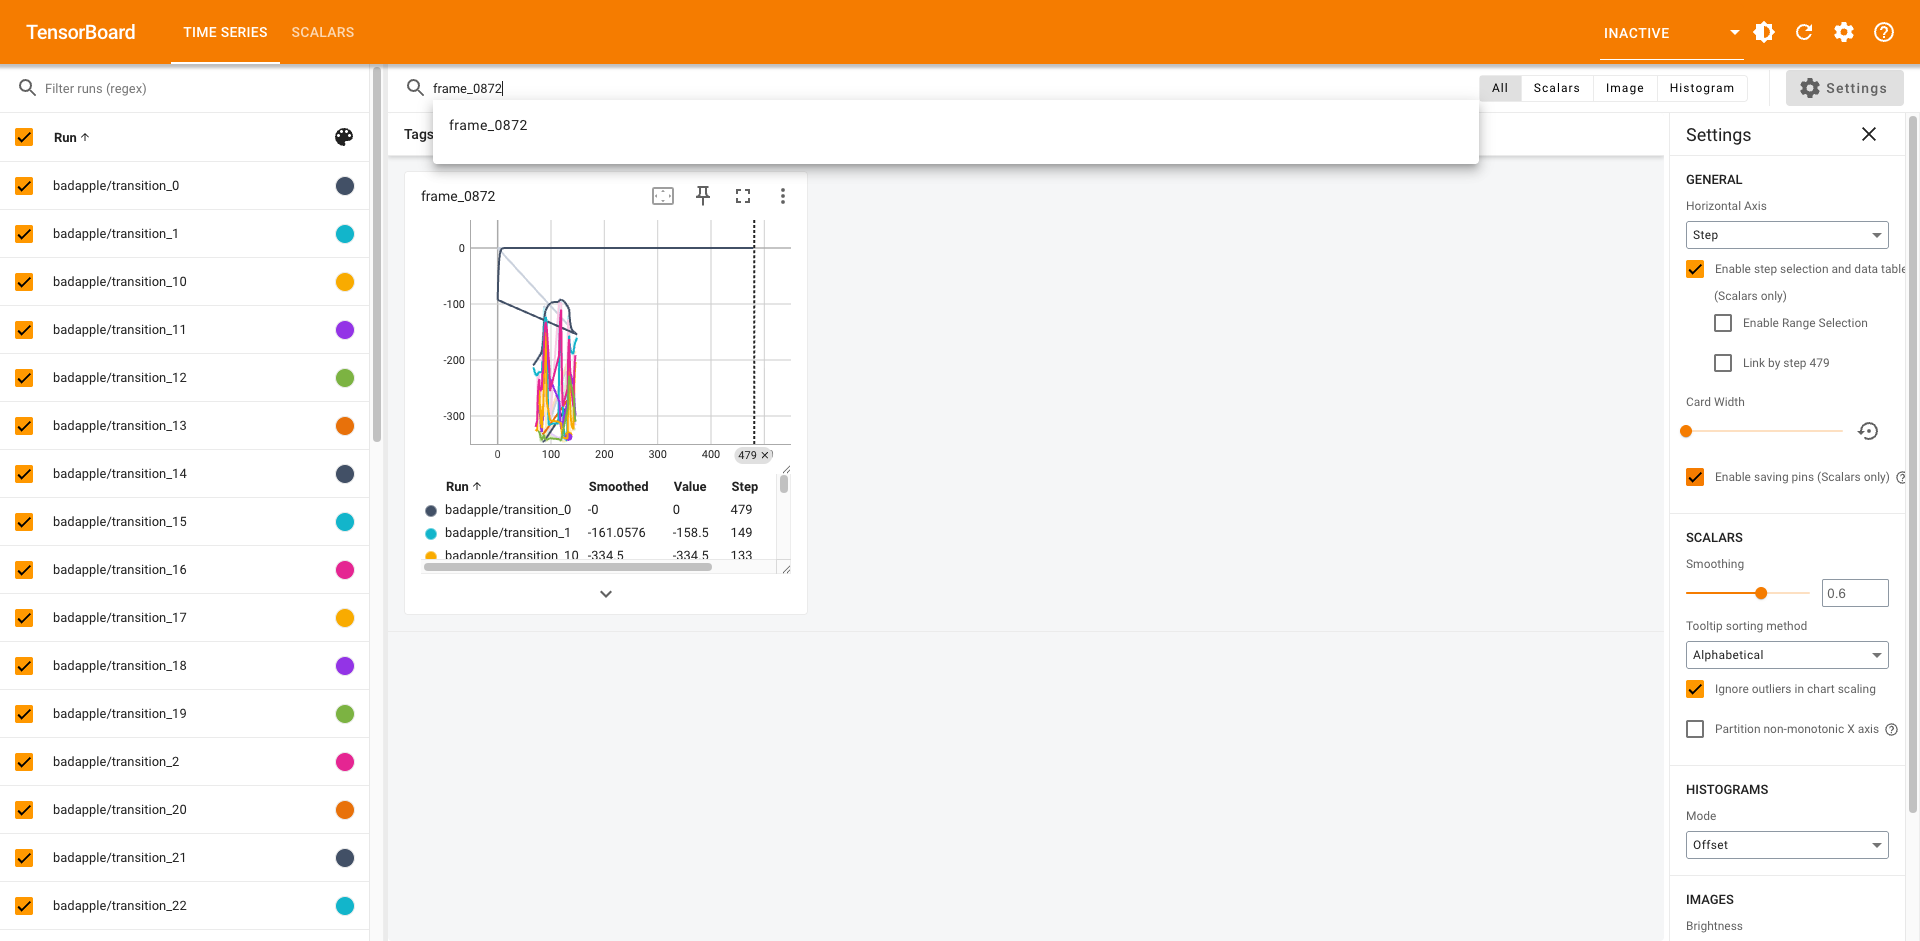 TensorBoard
TIME SERIES
SCALARS
INACTIVE
Filter runs (regex)
frame_0872
All
Scalars
Image
Histogram
Settings
frame_0872
Tags
Run
badapple/transition_0
badapple/transition_1
badapple/transition_10
badapple/transition_11
badapple/transition_12
badapple/transition_13
badapple/transition_14
badapple/transition_15
badapple/transition_16
badapple/transition_17
badapple/transition_18
badapple/transition_19
badapple/transition_2
badapple/transition_20
badapple/transition_21
badapple/transition_22
frame_0872
0
-100
-200
-300
0 100 200 300 400 479
Run Smoothed Value Step
badapple/transition_0 -0 0 479
badapple/transition_1 -161.0576 -158.5 149
badapple/transition_10 -334.5 -334.5 133
Settings
GENERAL
Horizontal Axis
Step
Enable step selection and data table
(Scalars only)
Enable Range Selection
Link by step 479
Card Width
Enable saving pins (Scalars only)
SCALARS
Smoothing
0.6
Tooltip sorting method
Alphabetical
Ignore outliers in chart scaling
Partition non-monotonic X axis
HISTOGRAMS
Mode
Offset
IMAGES
Brightness